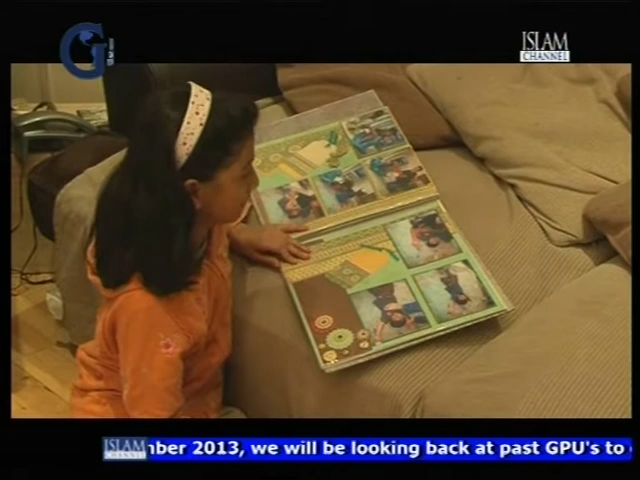 G
ISLAM
CHANNEL
ISLAM
CHANNEL
nber 2013, we will be looking back at past GPU's to